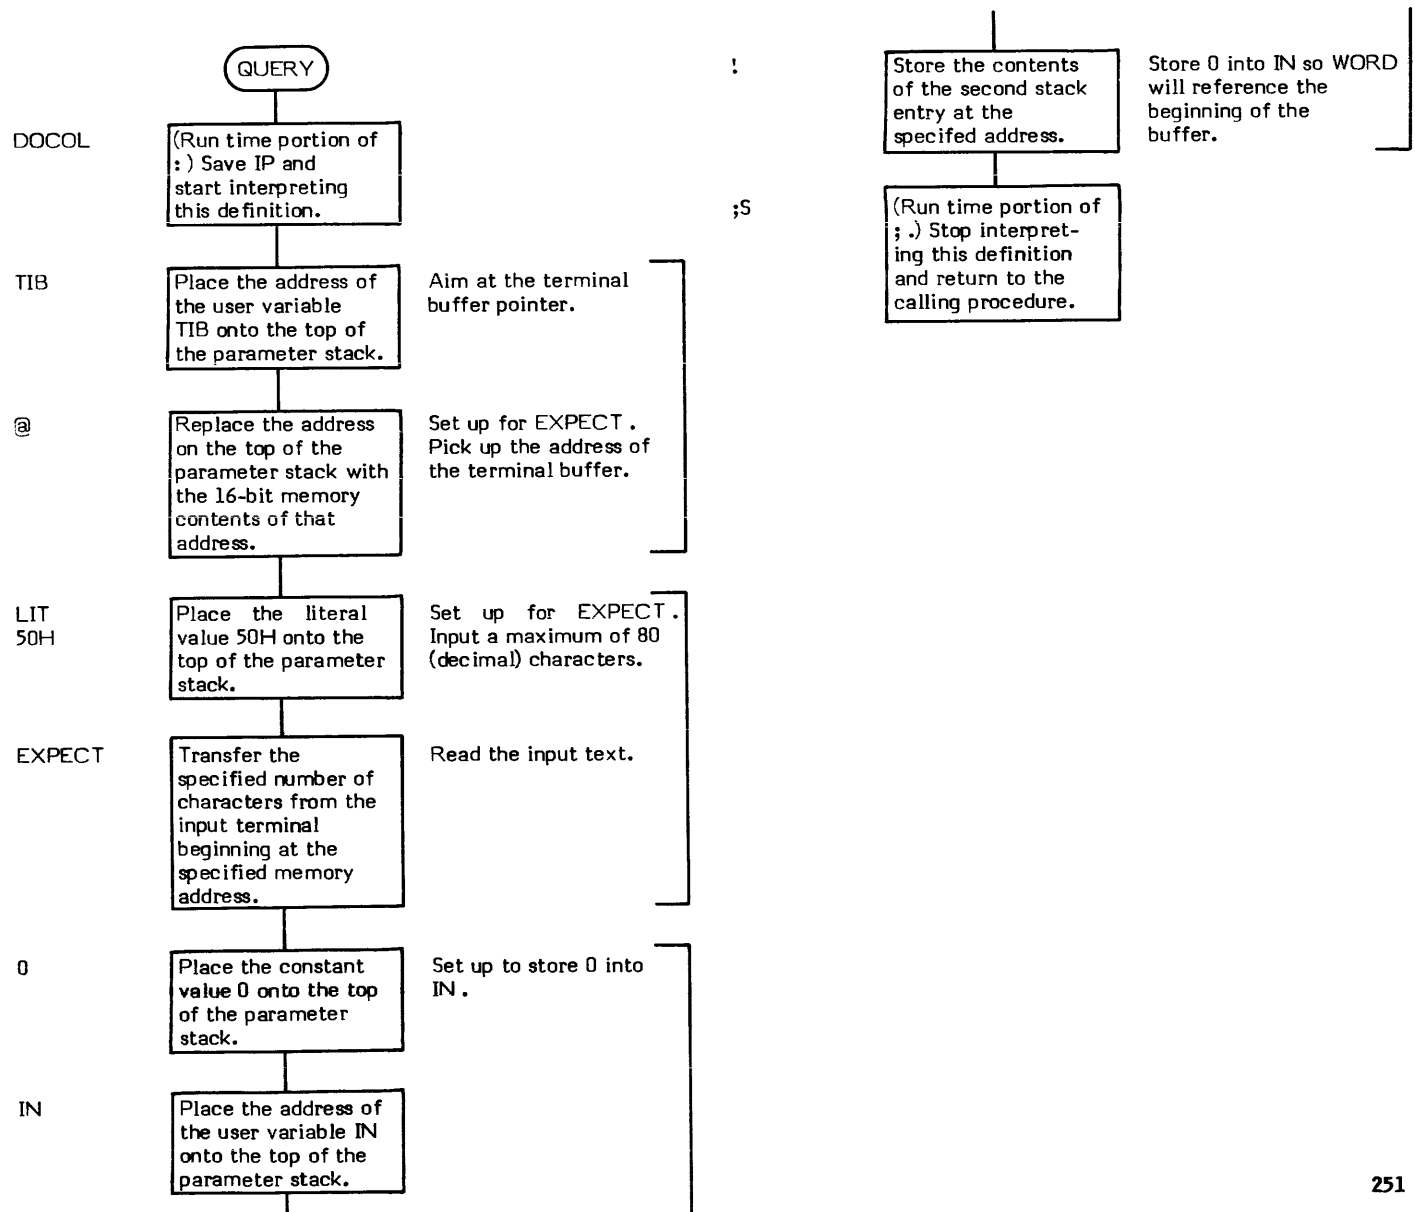 QUERY
DOCOL
(Run time portion of
: ) Save IP and
start interpreting
this definition.
TIB
Place the address of
the user variable
TIB onto the top of
the parameter stack.
Aim at the terminal
buffer pointer.
@
Replace the address
on the top of the
parameter stack with
the 16-bit memory
contents of that
address.
Set up for EXPECT .
Pick up the address of
the terminal buffer.
LIT
50H
Place the literal
value 50H onto the
top of the parameter
stack.
Set up for EXPECT .
Input a maximum of 80
(decimal) characters.
EXPECT
Transfer the
specified number of
characters from the
input terminal
beginning at the
specified memory
address.
Read the input text.
0
Place the constant
value 0 onto the top
of the parameter
stack.
Set up to store 0 into
IN .
IN
Place the address of
the user variable IN
onto the top of the
parameter stack.
!
Store the contents
of the second stack
entry at the
specifed address.
Store 0 into IN so WORD
will reference the
beginning of the
buffer.
;S
(Run time portion of
; .) Stop interpret-
ing this definition
and return to the
calling procedure.
251